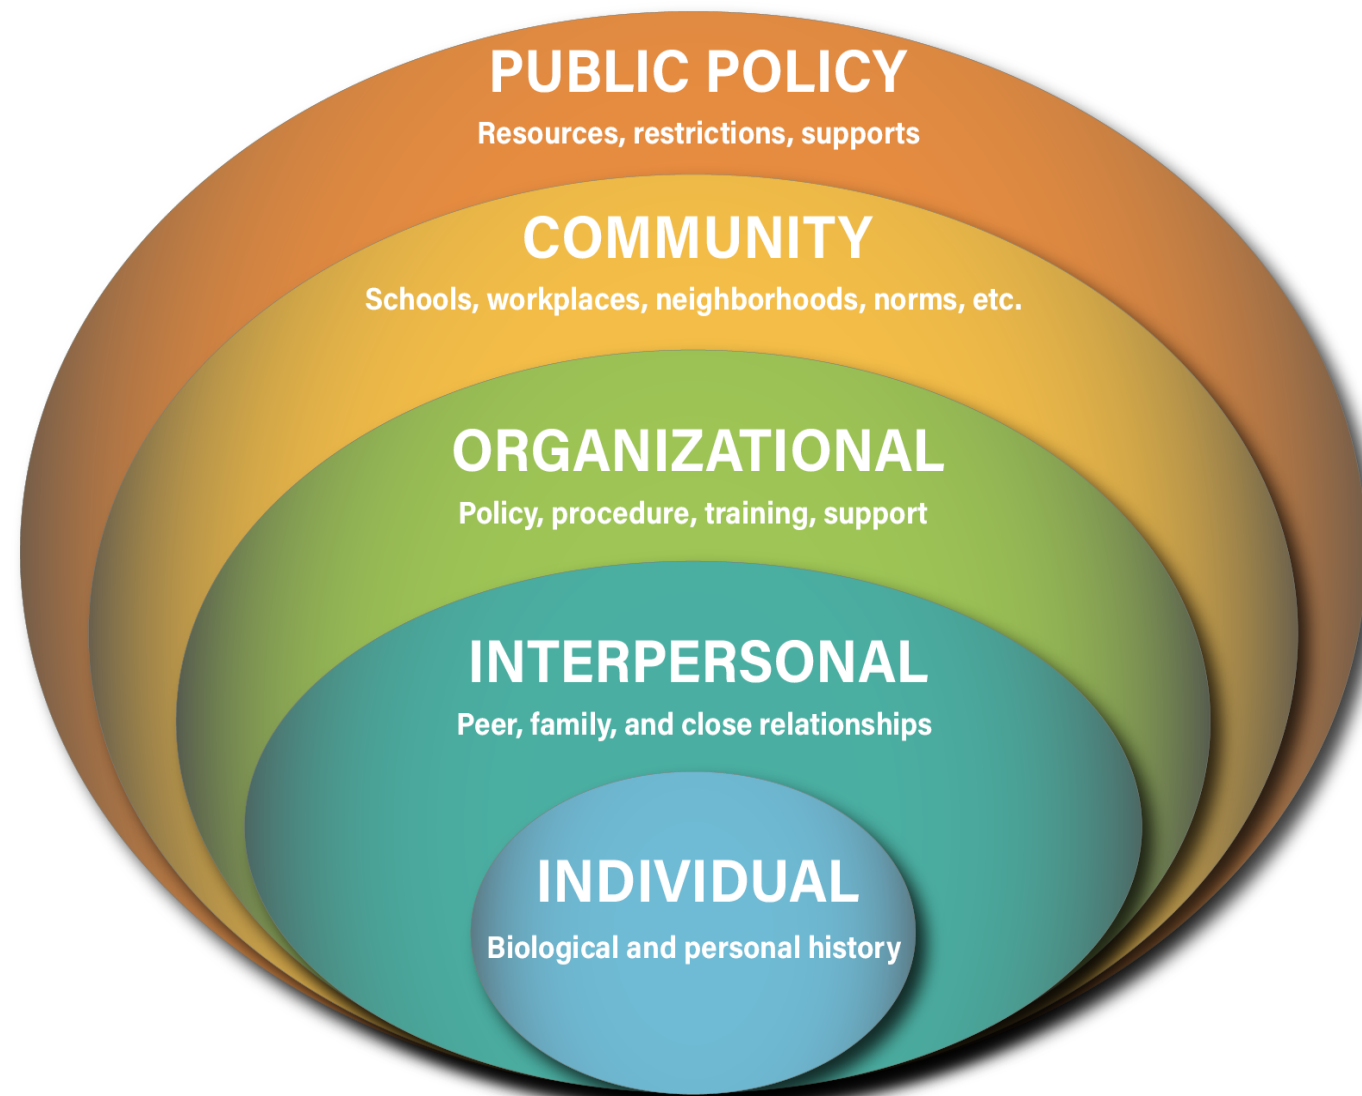 PUBLIC POLICY
Resources, restrictions, supports
COMMUNITY
Schools, workplaces, neighborhoods, norms, etc.
ORGANIZATIONAL
Policy, procedure, training, support
INTERPERSONAL
Peer, family, and close relationships
INDIVIDUAL
Biological and personal history